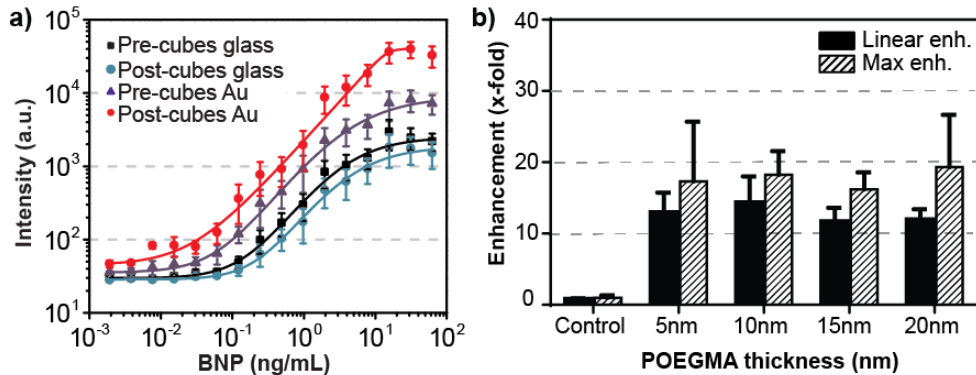 a)
Intensity (a.u.)
10^5
10^4
10^3
10^2
10^1
Pre-cubes glass
Post-cubes glass
Pre-cubes Au
Post-cubes Au
10^-3 10^-2 10^-1 10^0 10^1 10^2
BNP (ng/mL)
b)
Enhancement (x-fold)
40
30
20
10
0
Linear enh.
Max enh.
Control 5nm 10nm 15nm 20nm
POEGMA thickness (nm)